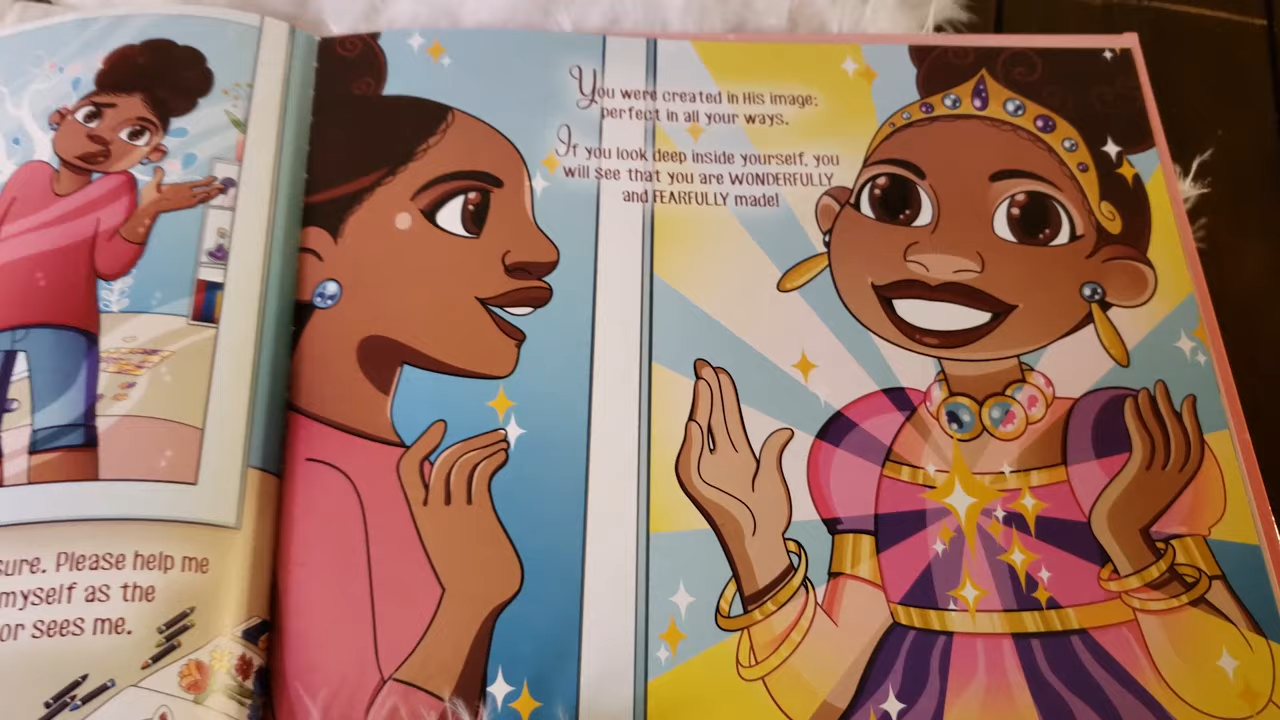 sure. Please help me
myself as the
or sees me.
You were created in His image;
perfect in all your ways.
If you look deep inside yourself, you
will see that you are WONDERFULLY
and FEARFULLY made!